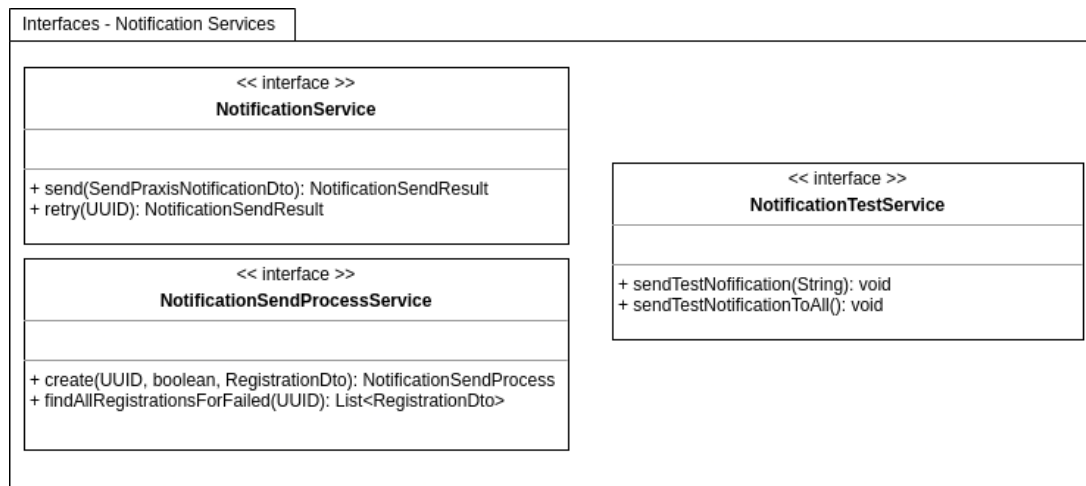 Interfaces - Notification Services
<< interface >>
NotificationService
+ send(SendPraxisNotificationDto): NotificationSendResult
+ retry(UUID): NotificationSendResult
<< interface >>
NotificationSendProcessService
+ create(UUID, boolean, RegistrationDto): NotificationSendProcess
+ findAllRegistrationsForFailed(UUID): List<RegistrationDto>
<< interface >>
NotificationTestService
+ sendTestNofification(String): void
+ sendTestNotificationToAll(): void